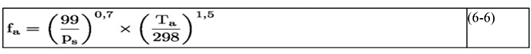 fₐ = (99/pₛ)^0,7 × (Tₐ/298)^1,5 (6-6)